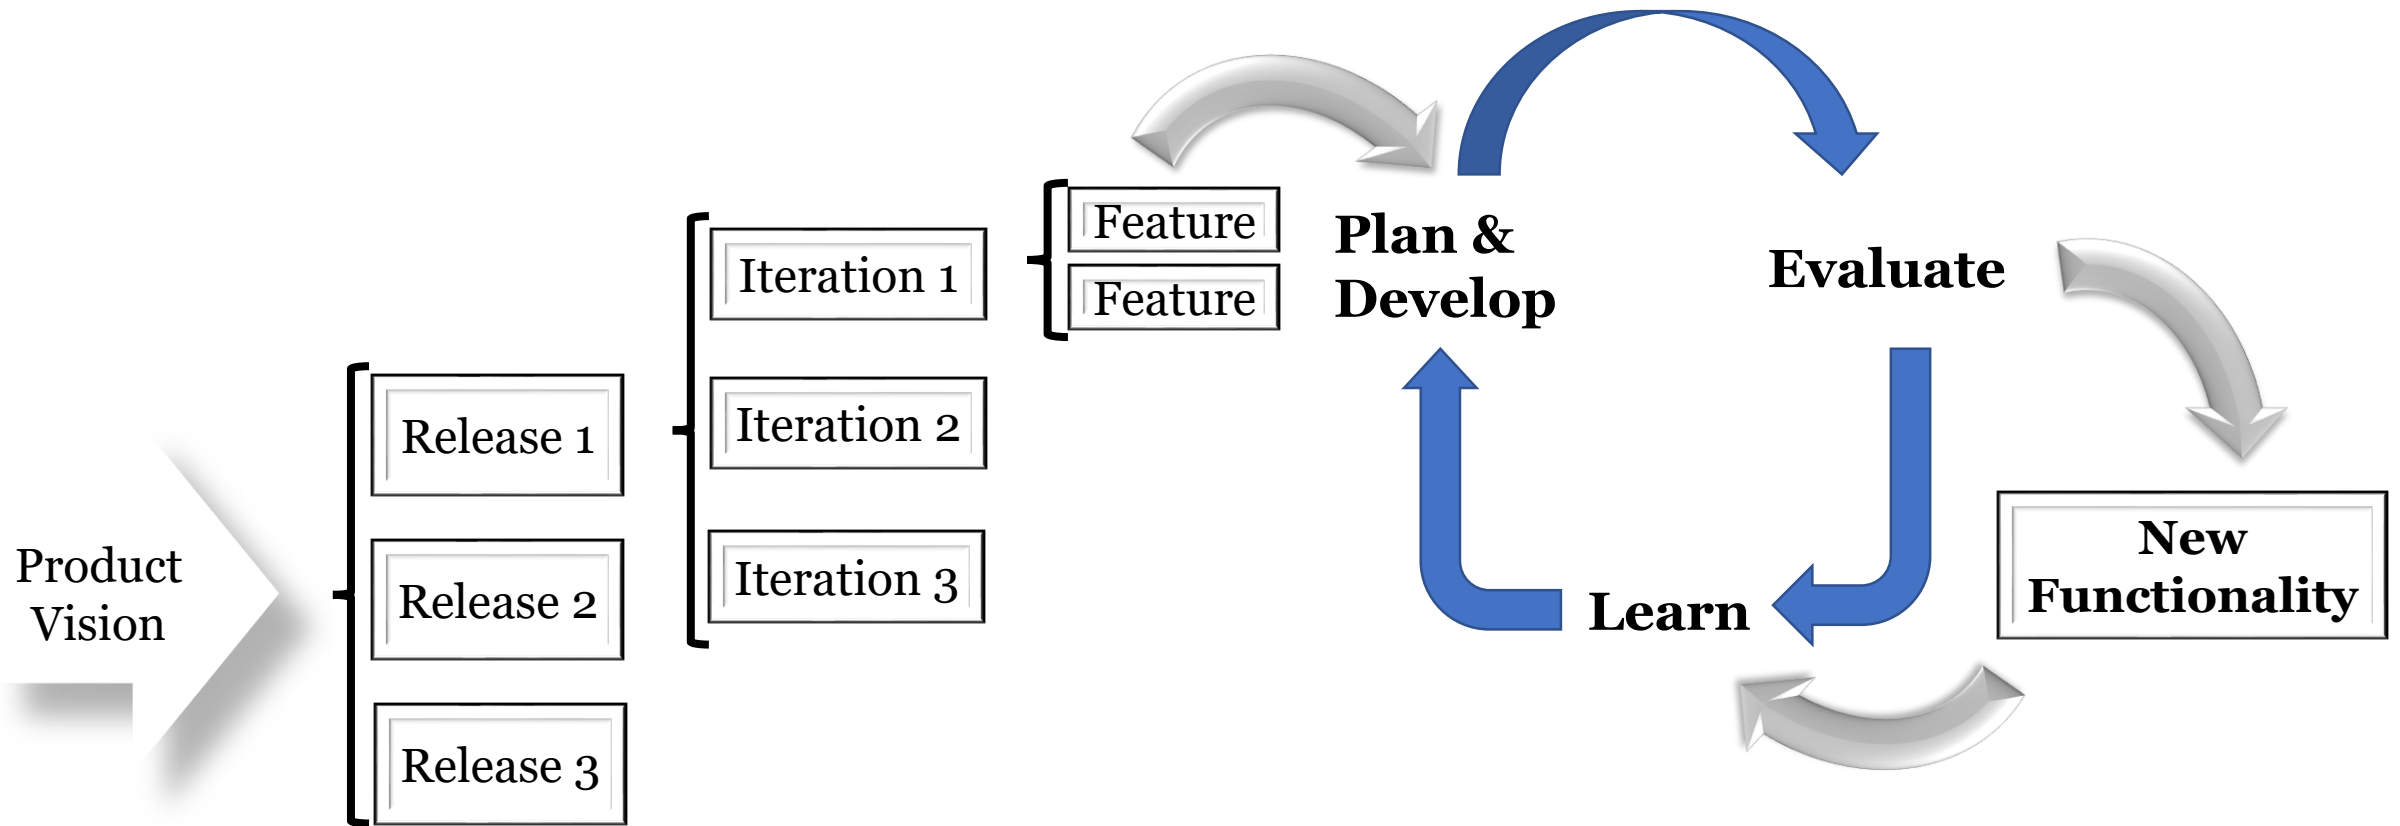 Product
Vision
Release 1
Release 2
Release 3
Iteration 1
Iteration 2
Iteration 3
Feature
Feature
Plan &
Develop
Evaluate
Learn
New
Functionality